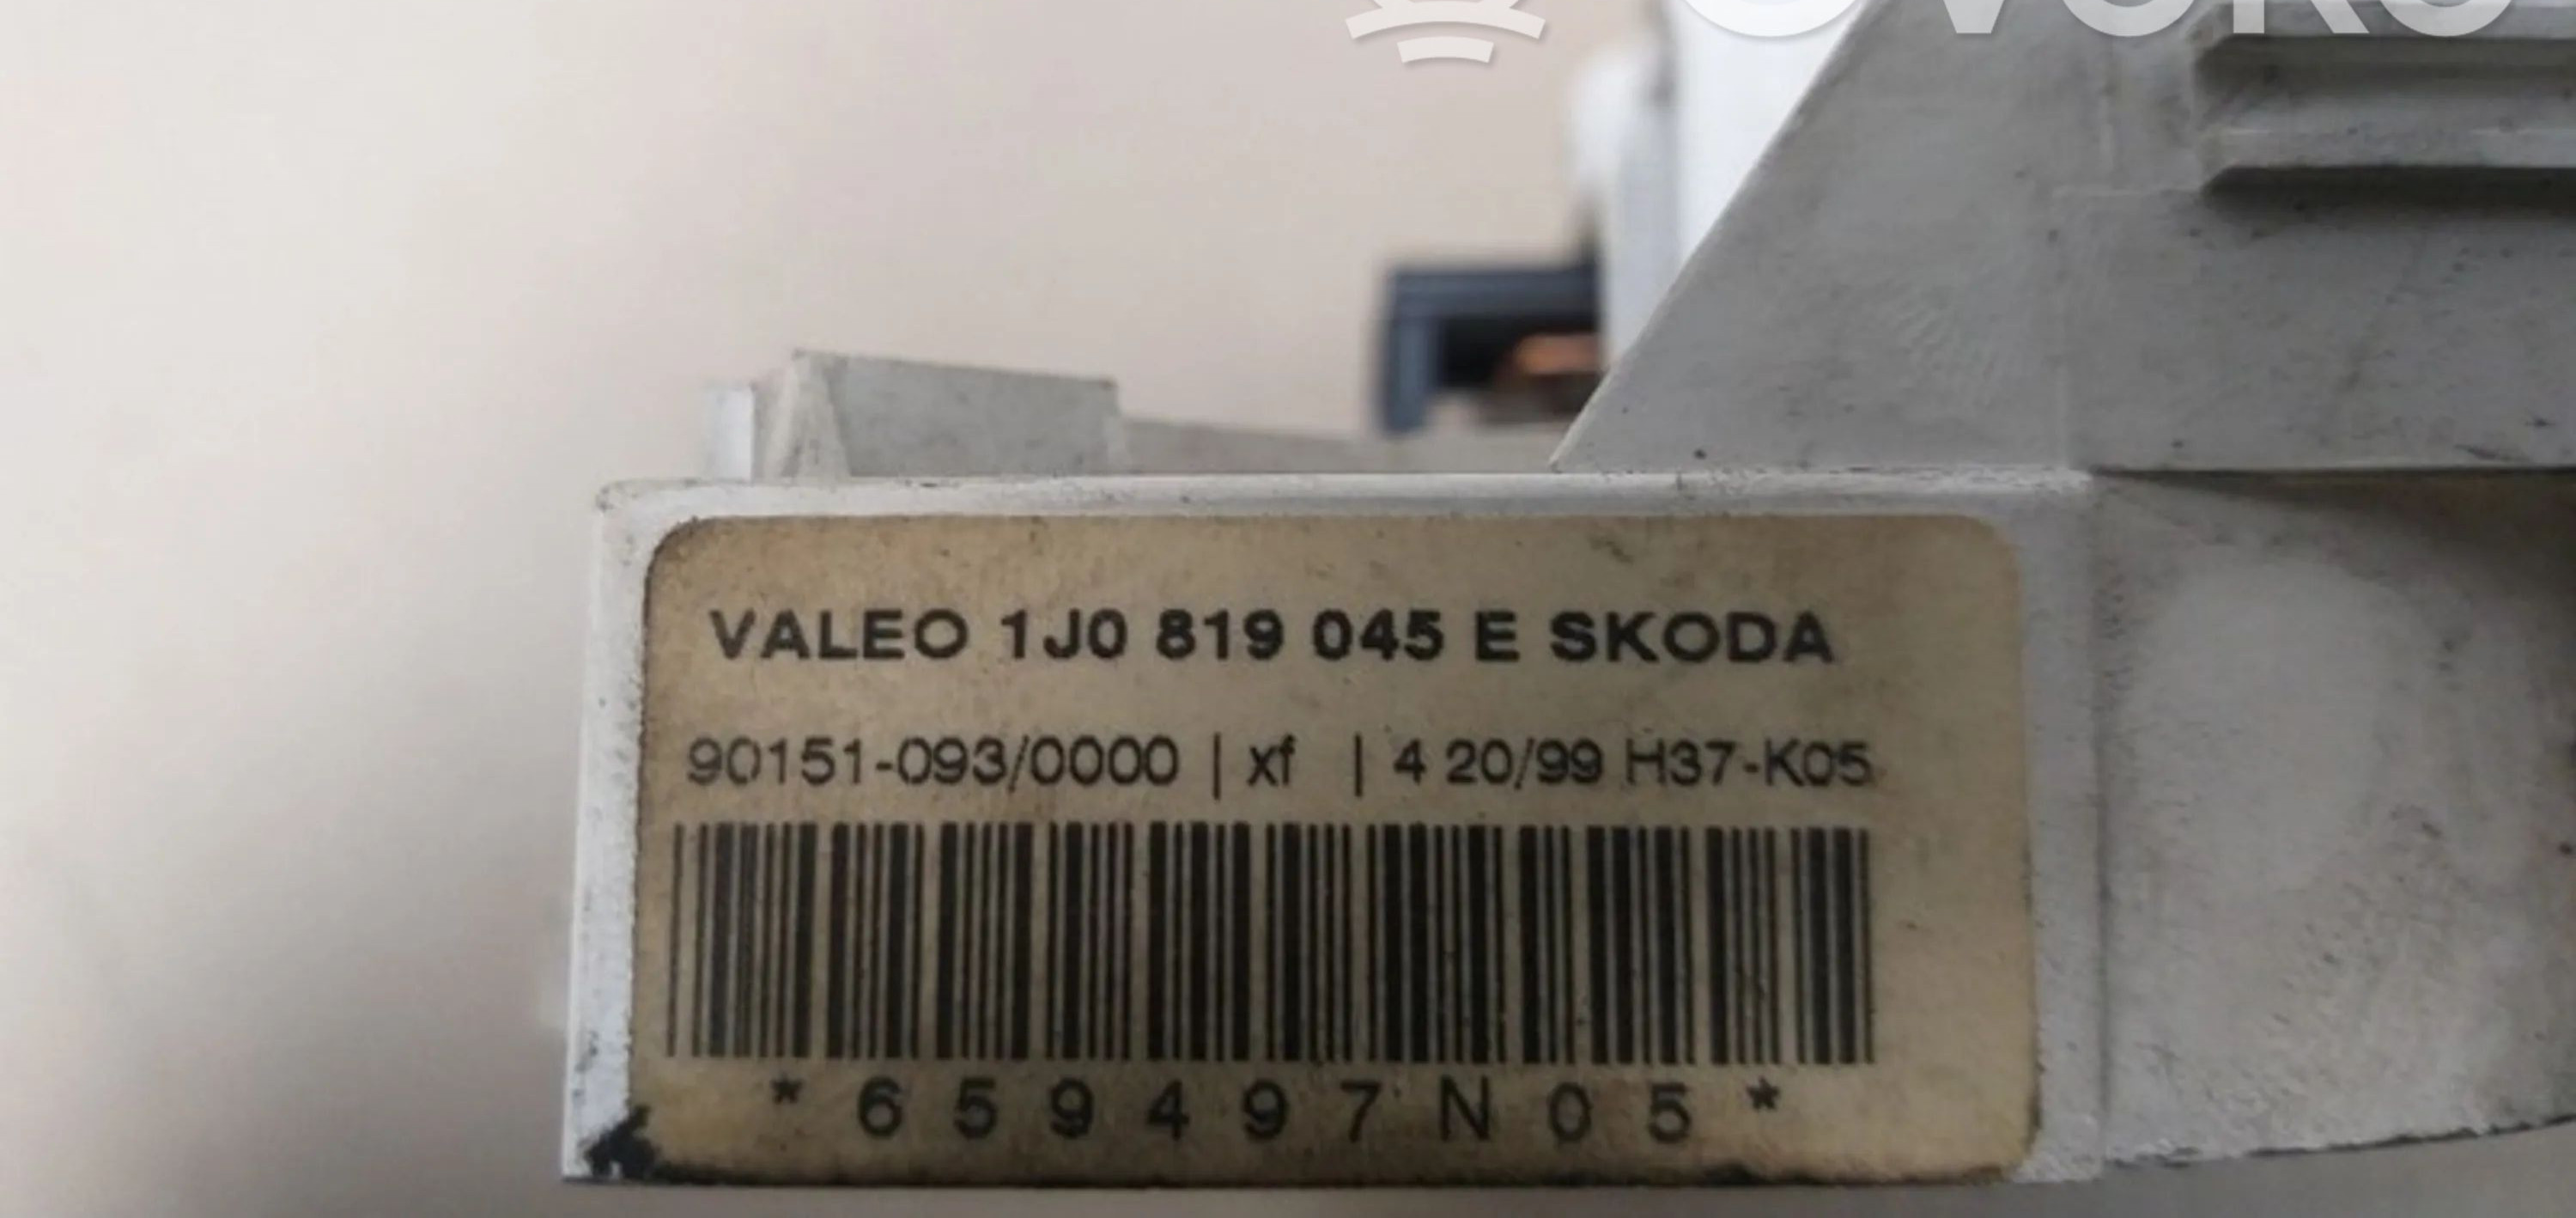 VALEO 1J0 819 045 E SKODA
90151-093/0000 | xf | 4 20/99 H37-K05
*659497N05*